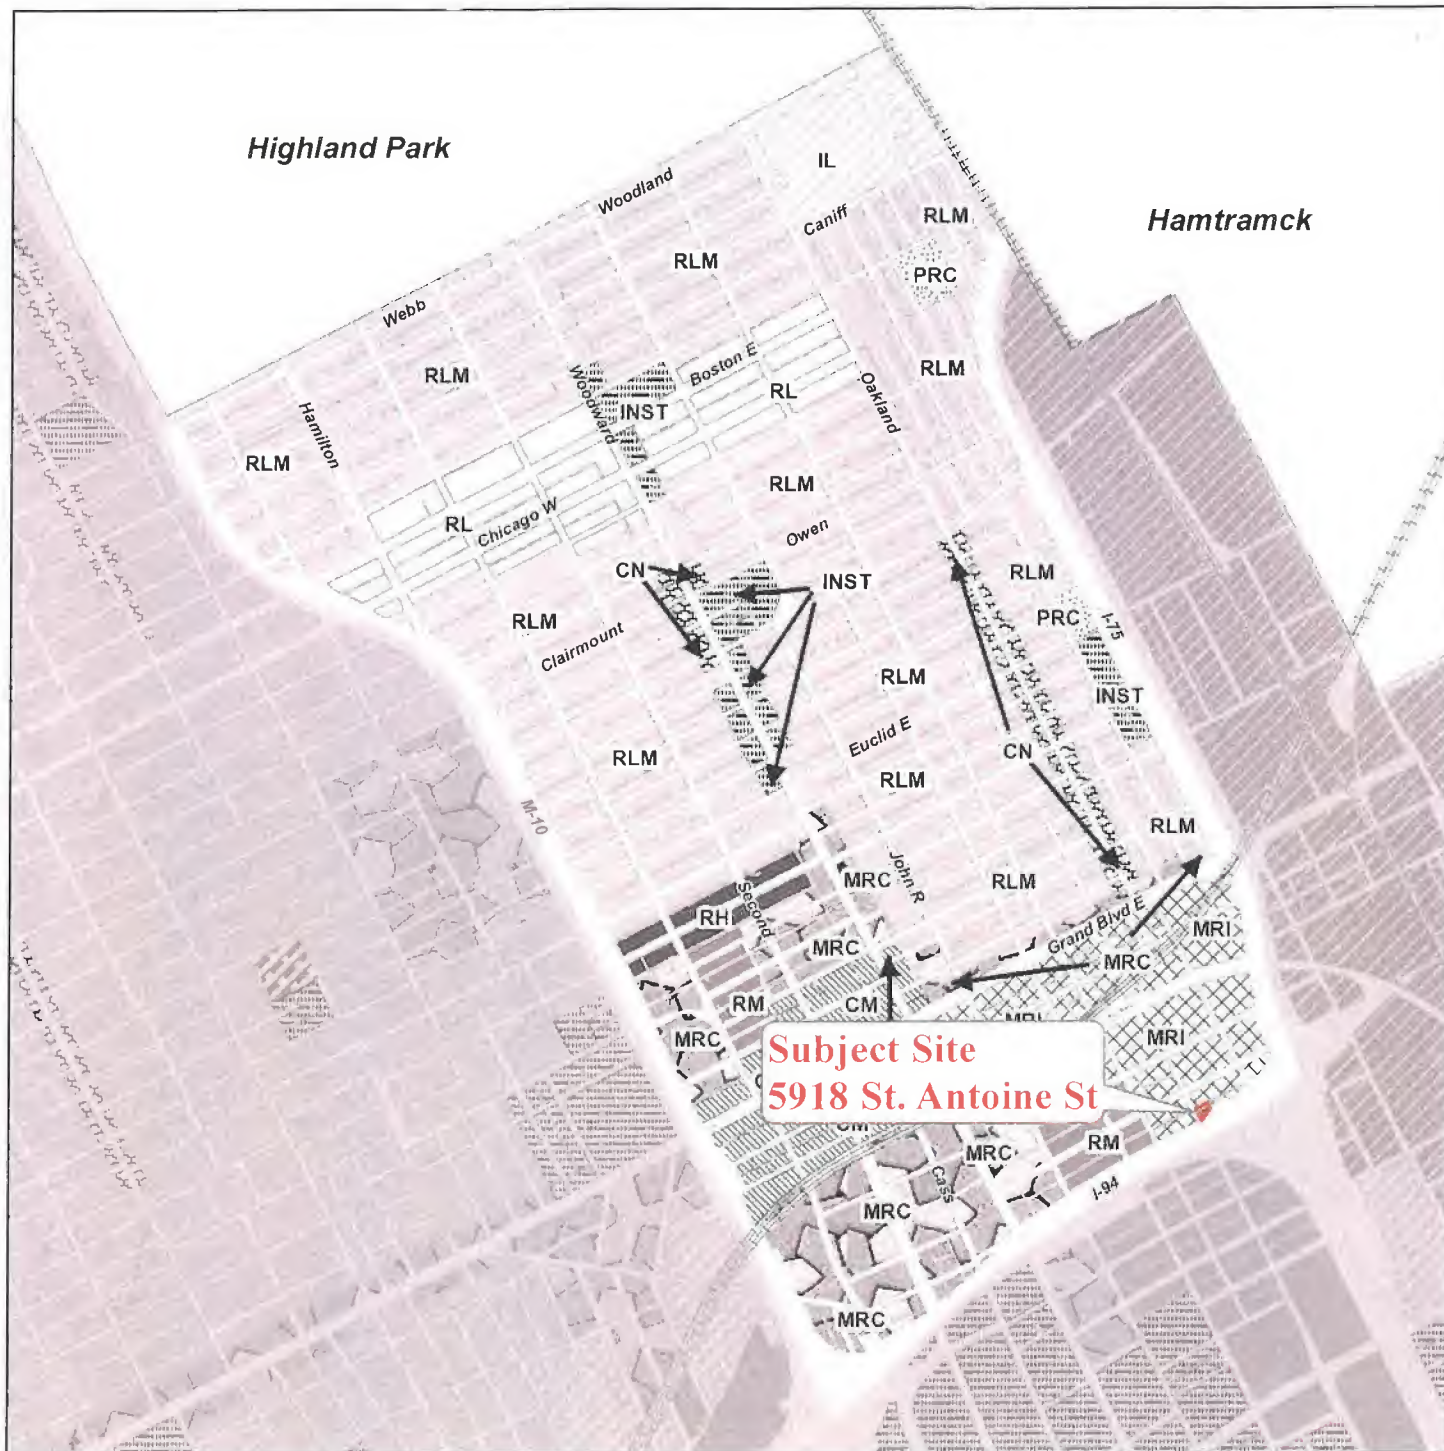 Highland Park
Woodland
IL
Caniff
RLM
Hamtramck
RLM
PRC
Webb
RLM
Boston E
RLM
RL
Woodward
INST
Oakland
Hamilton
RLM
RLM
RL
Chicago W
Owen
CN
INST
RLM
RLM
PRC
I-75
Clairmount
RLM
INST
Euclid E
CN
RLM
RLM
M-10
RLM
John R
MRC
RLM
Second
RH
Grand Blvd E
MRI
MRC
MRC
RM
CM
MRI
MRC
MRI
Subject Site
5918 St. Antoine St
CM
MRC
RM
Cass
I-94
MRC
MRC